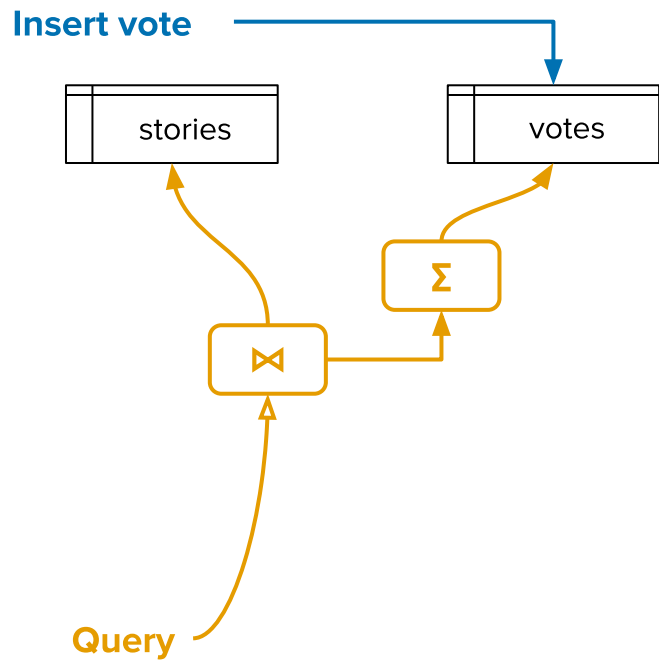 Insert vote
stories
votes
Σ
⋈
Query